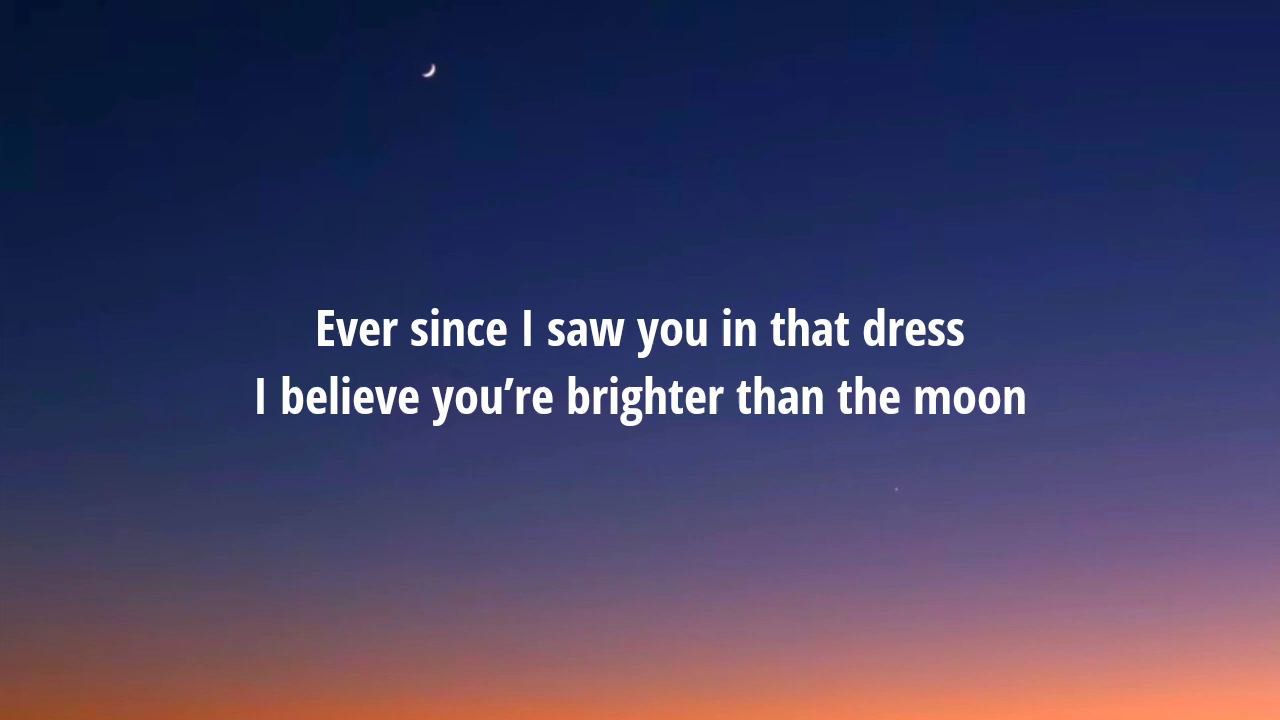 Ever since I saw you in that dress
I believe you’re brighter than the moon